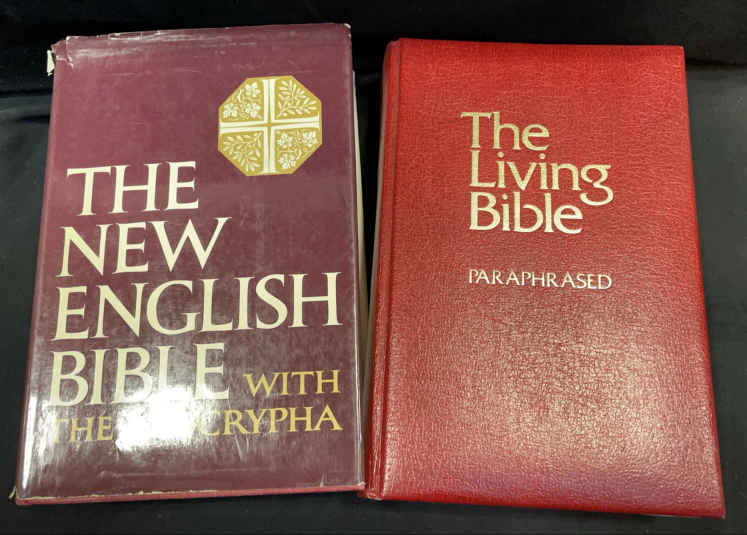 THE
NEW
ENGLISH
BIBLE WITH
THE
The
Living
Bible
PARAPHRASED